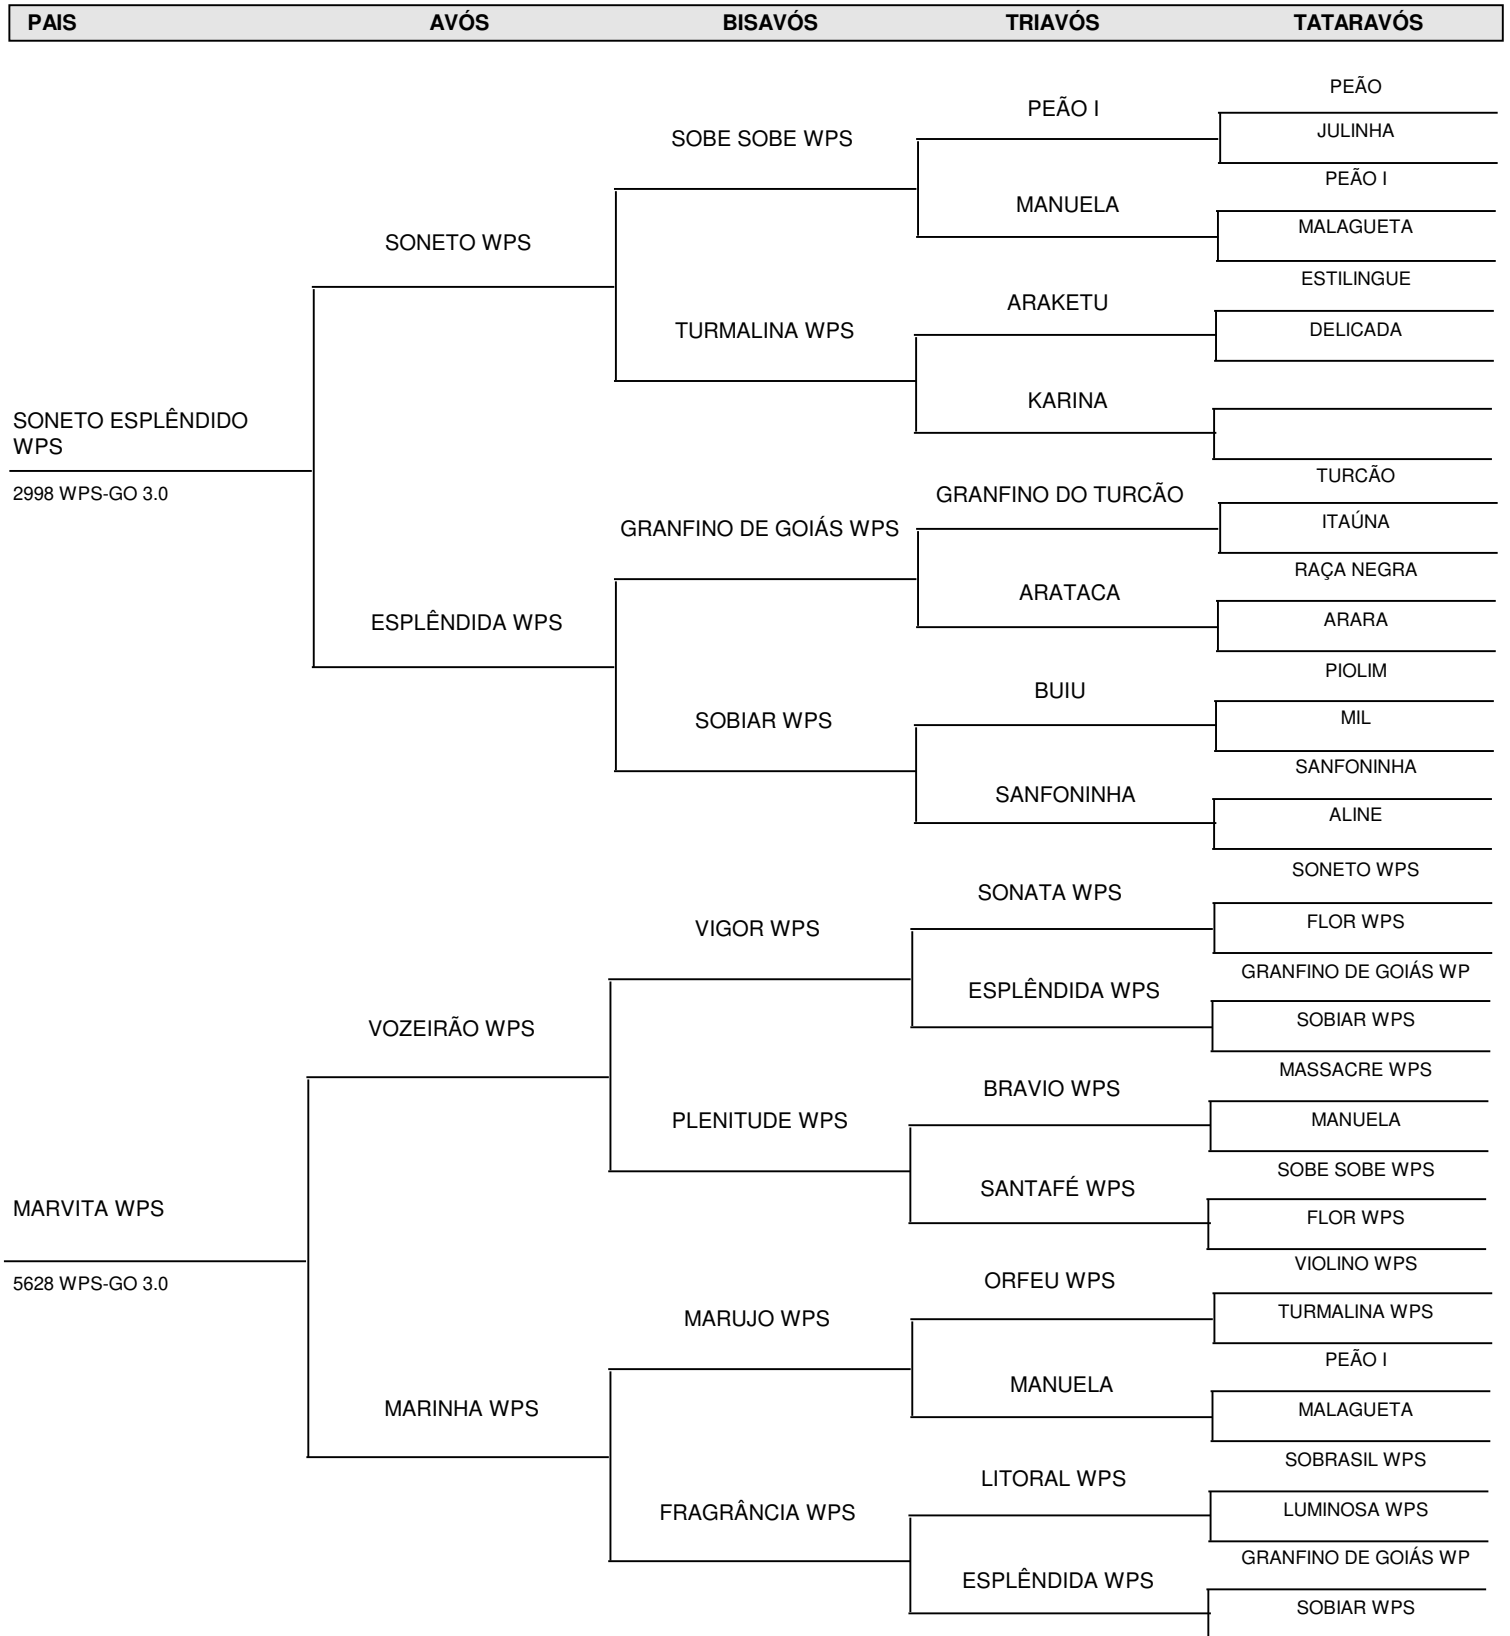 PAIS AVÓS BISAVÓS TRIAVÓS TATARAVÓS
PEÃO
PEÃO I
JULINHA
SOBE SOBE WPS
PEÃO I
MANUELA
MALAGUETA
SONETO WPS
ESTILINGUE
ARAKETU
DELICADA
TURMALINA WPS
KARINA
SONETO ESPLÊNDIDO
WPS
2998 WPS-GO 3.0
TURCÃO
GRANFINO DO TURCÃO
ITAÚNA
GRANFINO DE GOIÁS WPS
RAÇA NEGRA
ARATACA
ARARA
ESPLÊNDIDA WPS
PIOLIM
BUIU
MIL
SOBIAR WPS
SANFONINHA
SANFONINHA
ALINE
SONETO WPS
SONATA WPS
FLOR WPS
VIGOR WPS
GRANFINO DE GOIÁS WP
ESPLÊNDIDA WPS
SOBIAR WPS
VOZEIRÃO WPS
MASSACRE WPS
BRAVIO WPS
MANUELA
PLENITUDE WPS
SOBE SOBE WPS
SANTAFÉ WPS
FLOR WPS
MARVITA WPS
5628 WPS-GO 3.0
VIOLINO WPS
ORFEU WPS
TURMALINA WPS
MARUJO WPS
PEÃO I
MANUELA
MALAGUETA
MARINHA WPS
SOBRASIL WPS
LITORAL WPS
LUMINOSA WPS
FRAGRÂNCIA WPS
GRANFINO DE GOIÁS WP
ESPLÊNDIDA WPS
SOBIAR WPS